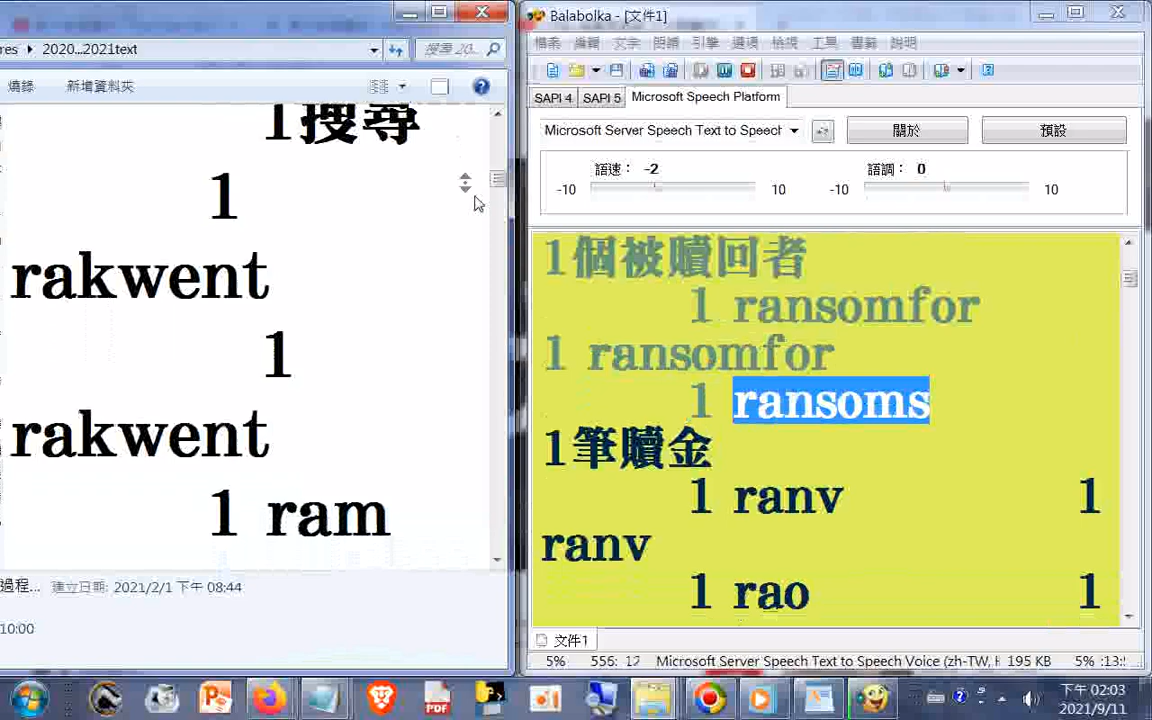 res ▸ 2020...2021text
搜尋 20...
燒錄 新增資料夾
1搜尋
1
rakwent
1
rakwent
1 ram
過程... 建立日期: 2021/2/1 下午 08:44
10:00
Balabolka - [文件1]
檔案 編輯 文字 朗讀 引擎 選項 檢視 工具 書籤 說明
SAPI 4 SAPI 5 Microsoft Speech Platform
Microsoft Server Speech Text to Speech
關於 預設
語速: -2 語調: 0
-10 10 -10 10
1個被贖回者
1 ransomfor
1 ransomfor
1 ransoms
1筆贖金
1 ranv 1
ranv
1 rao 1
文件1
5% 556: 12 Microsoft Server Speech Text to Speech Voice (zh-TW, 195 KB 5%
PDF
下午 02:03
2021/9/11